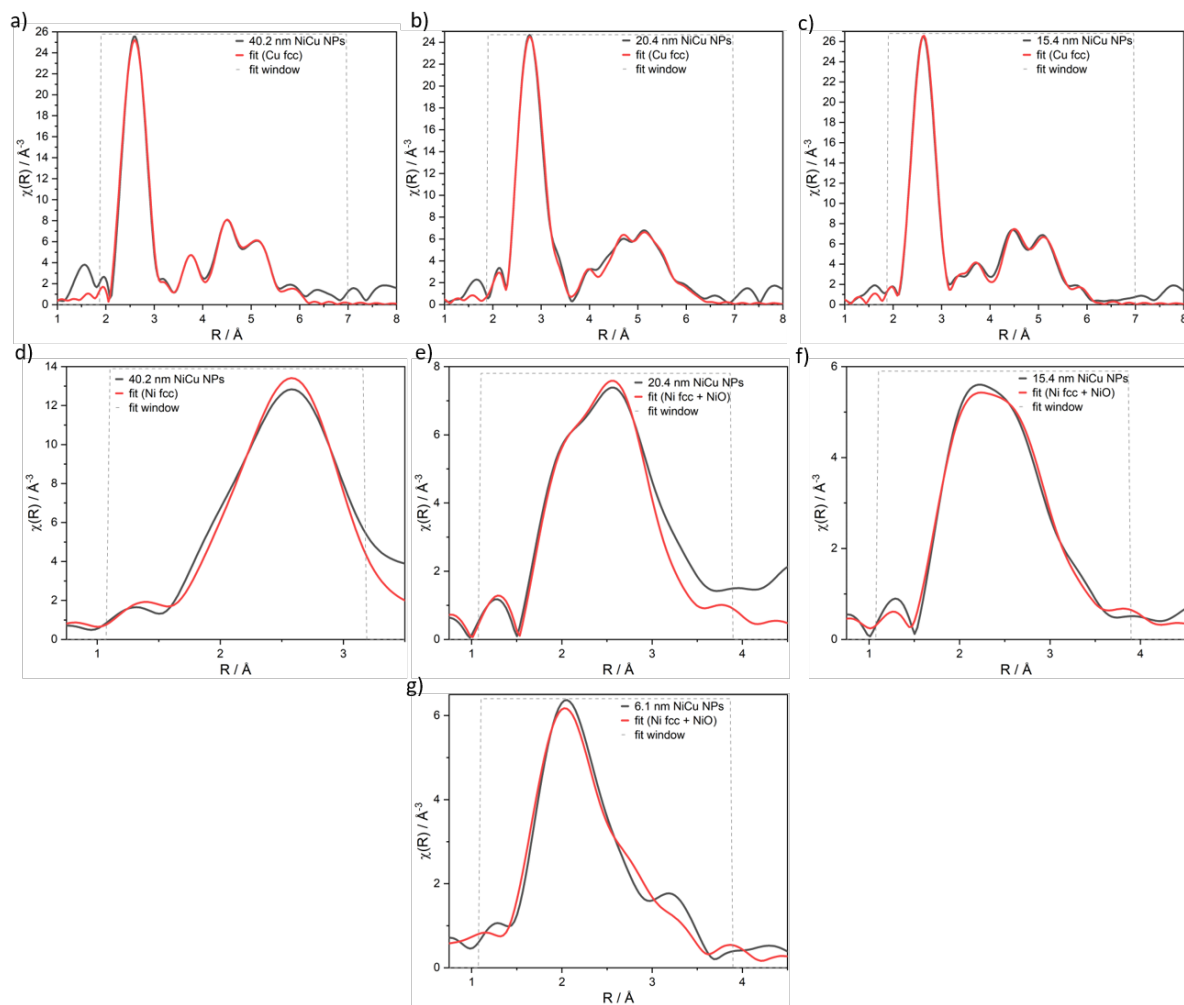 a)
χ(R) / Å⁻³
26
24
22
20
18
16
14
12
10
8
6
4
2
0
40.2 nm NiCu NPs
fit (Cu fcc)
fit window
1 2 3 4 5 6 7 8
R / Å
b)
χ(R) / Å⁻³
24
22
20
18
16
14
12
10
8
6
4
2
0
20.4 nm NiCu NPs
fit (Cu fcc)
fit window
1 2 3 4 5 6 7 8
R / Å
c)
χ(R) / Å⁻³
26
24
22
20
18
16
14
12
10
8
6
4
2
0
15.4 nm NiCu NPs
fit (Cu fcc)
fit window
1 2 3 4 5 6 7 8
R / Å
d)
χ(R) / Å⁻³
14
12
10
8
6
4
2
0
40.2 nm NiCu NPs
fit (Ni fcc)
fit window
1 2 3
R / Å
e)
χ(R) / Å⁻³
8
6
4
2
0
20.4 nm NiCu NPs
fit (Ni fcc + NiO)
fit window
1 2 3 4
R / Å
f)
χ(R) / Å⁻³
6
4
2
0
15.4 nm NiCu NPs
fit (Ni fcc + NiO)
fit window
1 2 3 4
R / Å
g)
χ(R) / Å⁻³
6
4
2
0
6.1 nm NiCu NPs
fit (Ni fcc + NiO)
fit window
1 2 3 4
R / Å